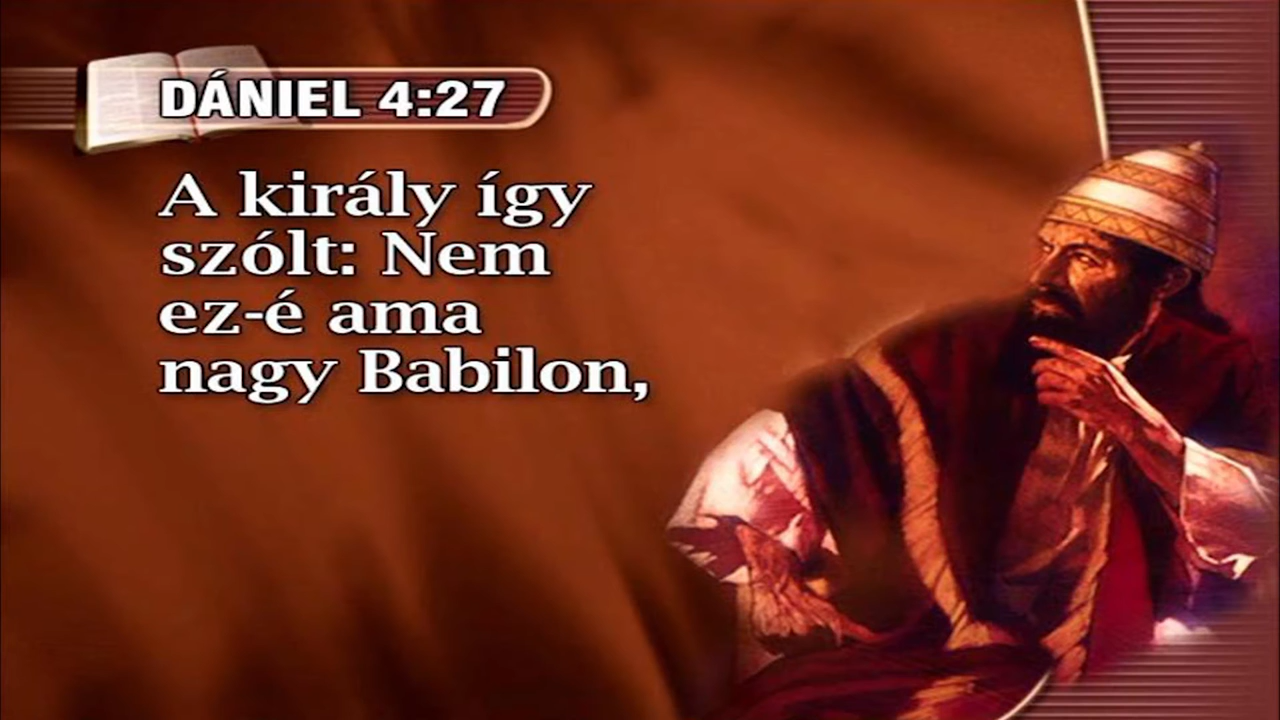 DÁNIEL 4:27
A király így
szólt: Nem
ez-é ama
nagy Babilon,